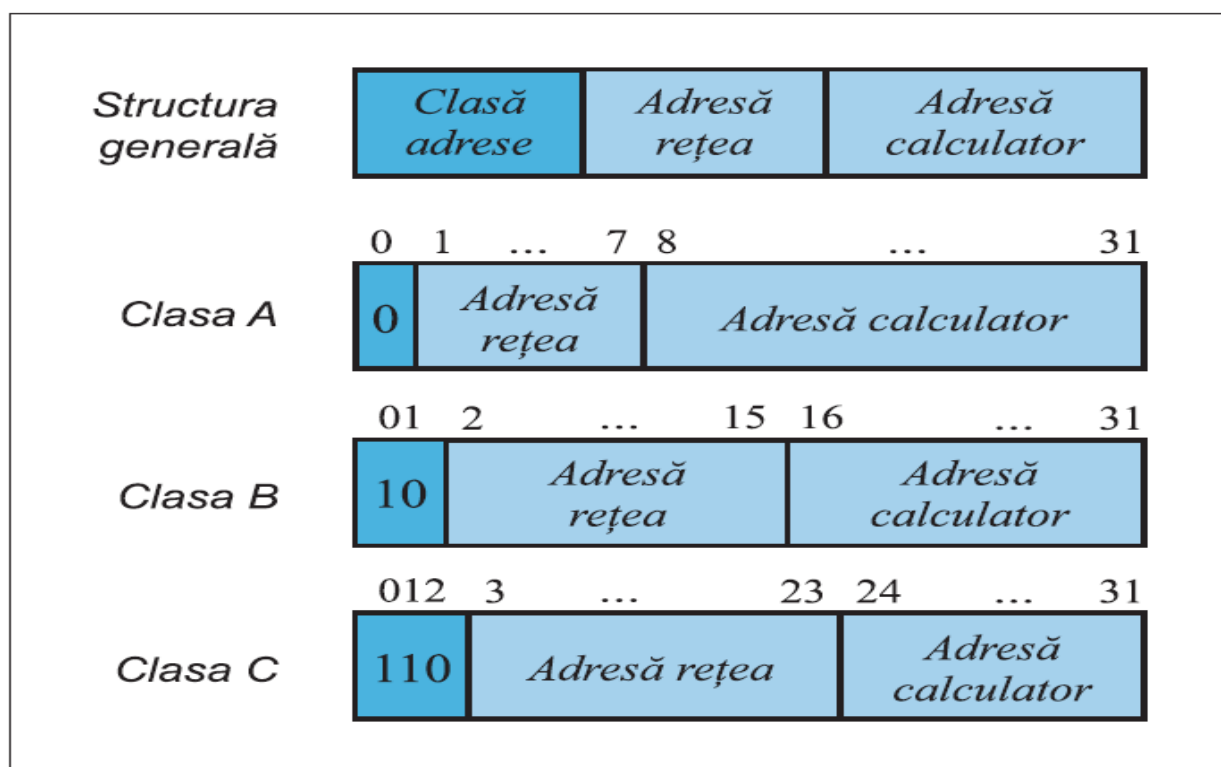 Structura
generală
Clasă
adrese
Adresă
rețea
Adresă
calculator
0 1 ... 7 8 ... 31
Clasa A
0
Adresă
rețea
Adresă calculator
01 2 ... 15 16 ... 31
Clasa B
10
Adresă
rețea
Adresă
calculator
012 3 ... 23 24 ... 31
Clasa C
110
Adresă rețea
Adresă
calculator